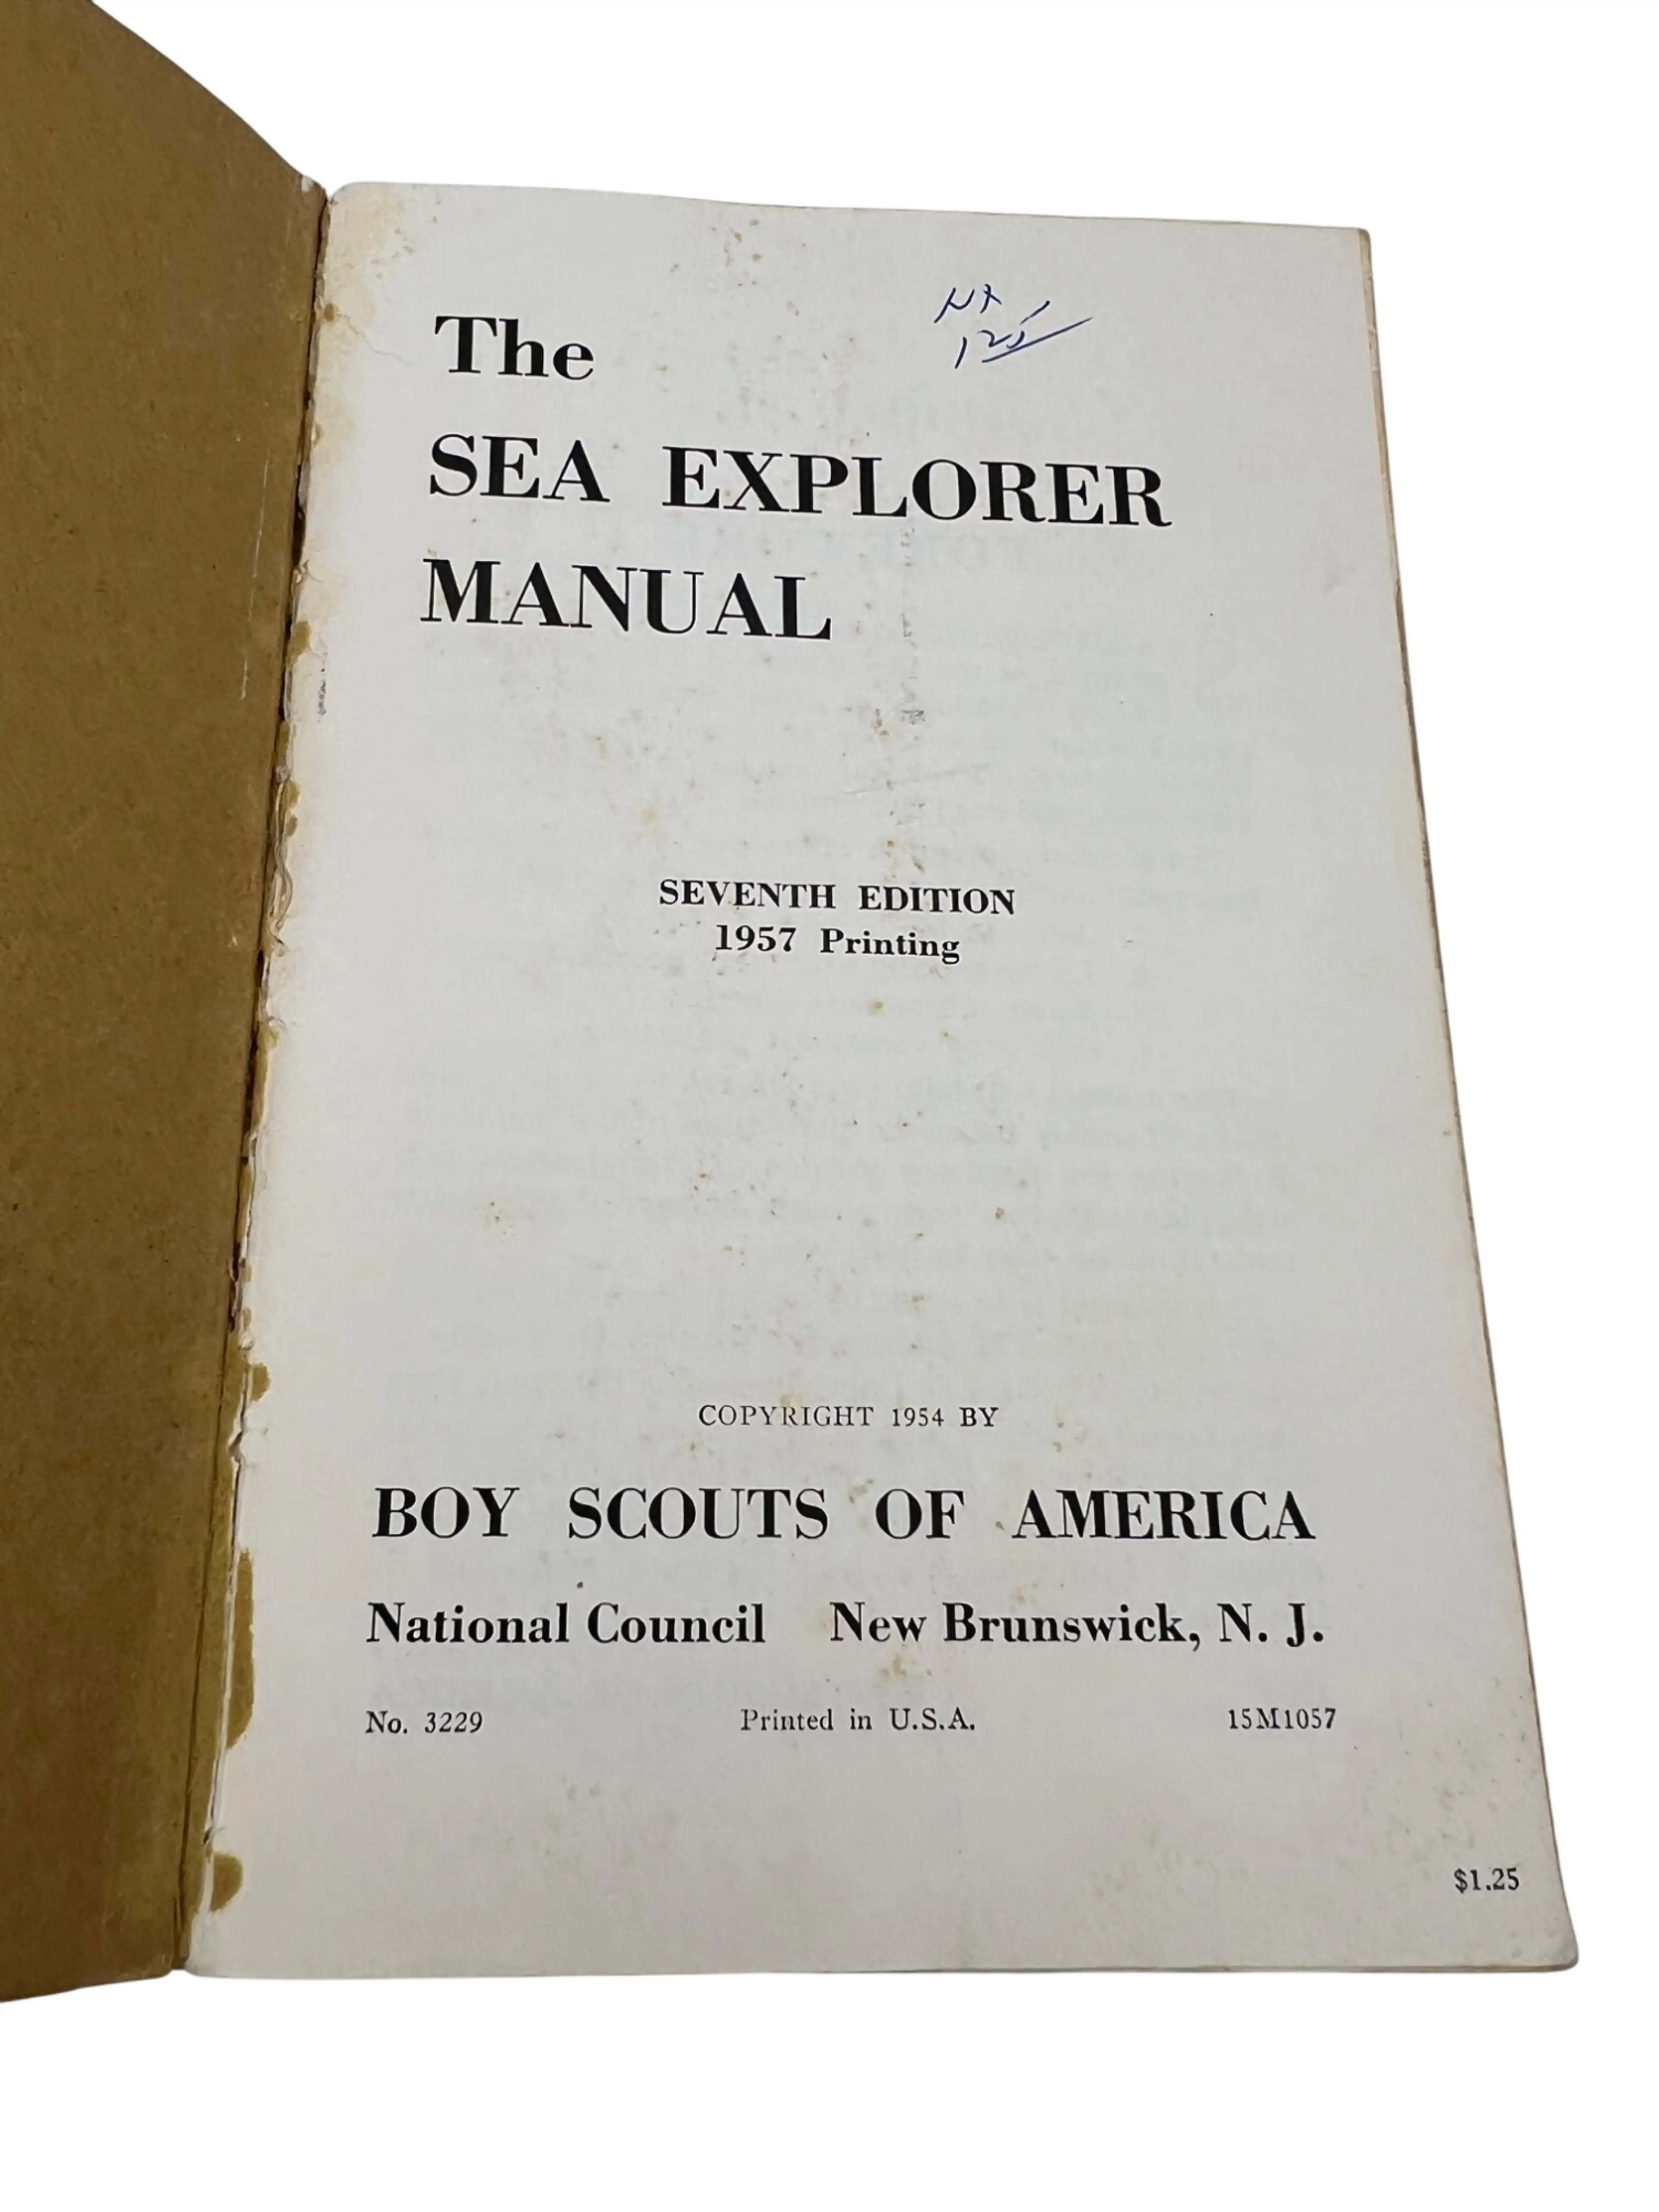 The
SEA EXPLORER
MANUAL
SEVENTH EDITION
1957 Printing
COPYRIGHT 1954 BY
BOY SCOUTS OF AMERICA
National Council New Brunswick, N. J.
No. 3229 Printed in U.S.A. 15M1057
$1.25